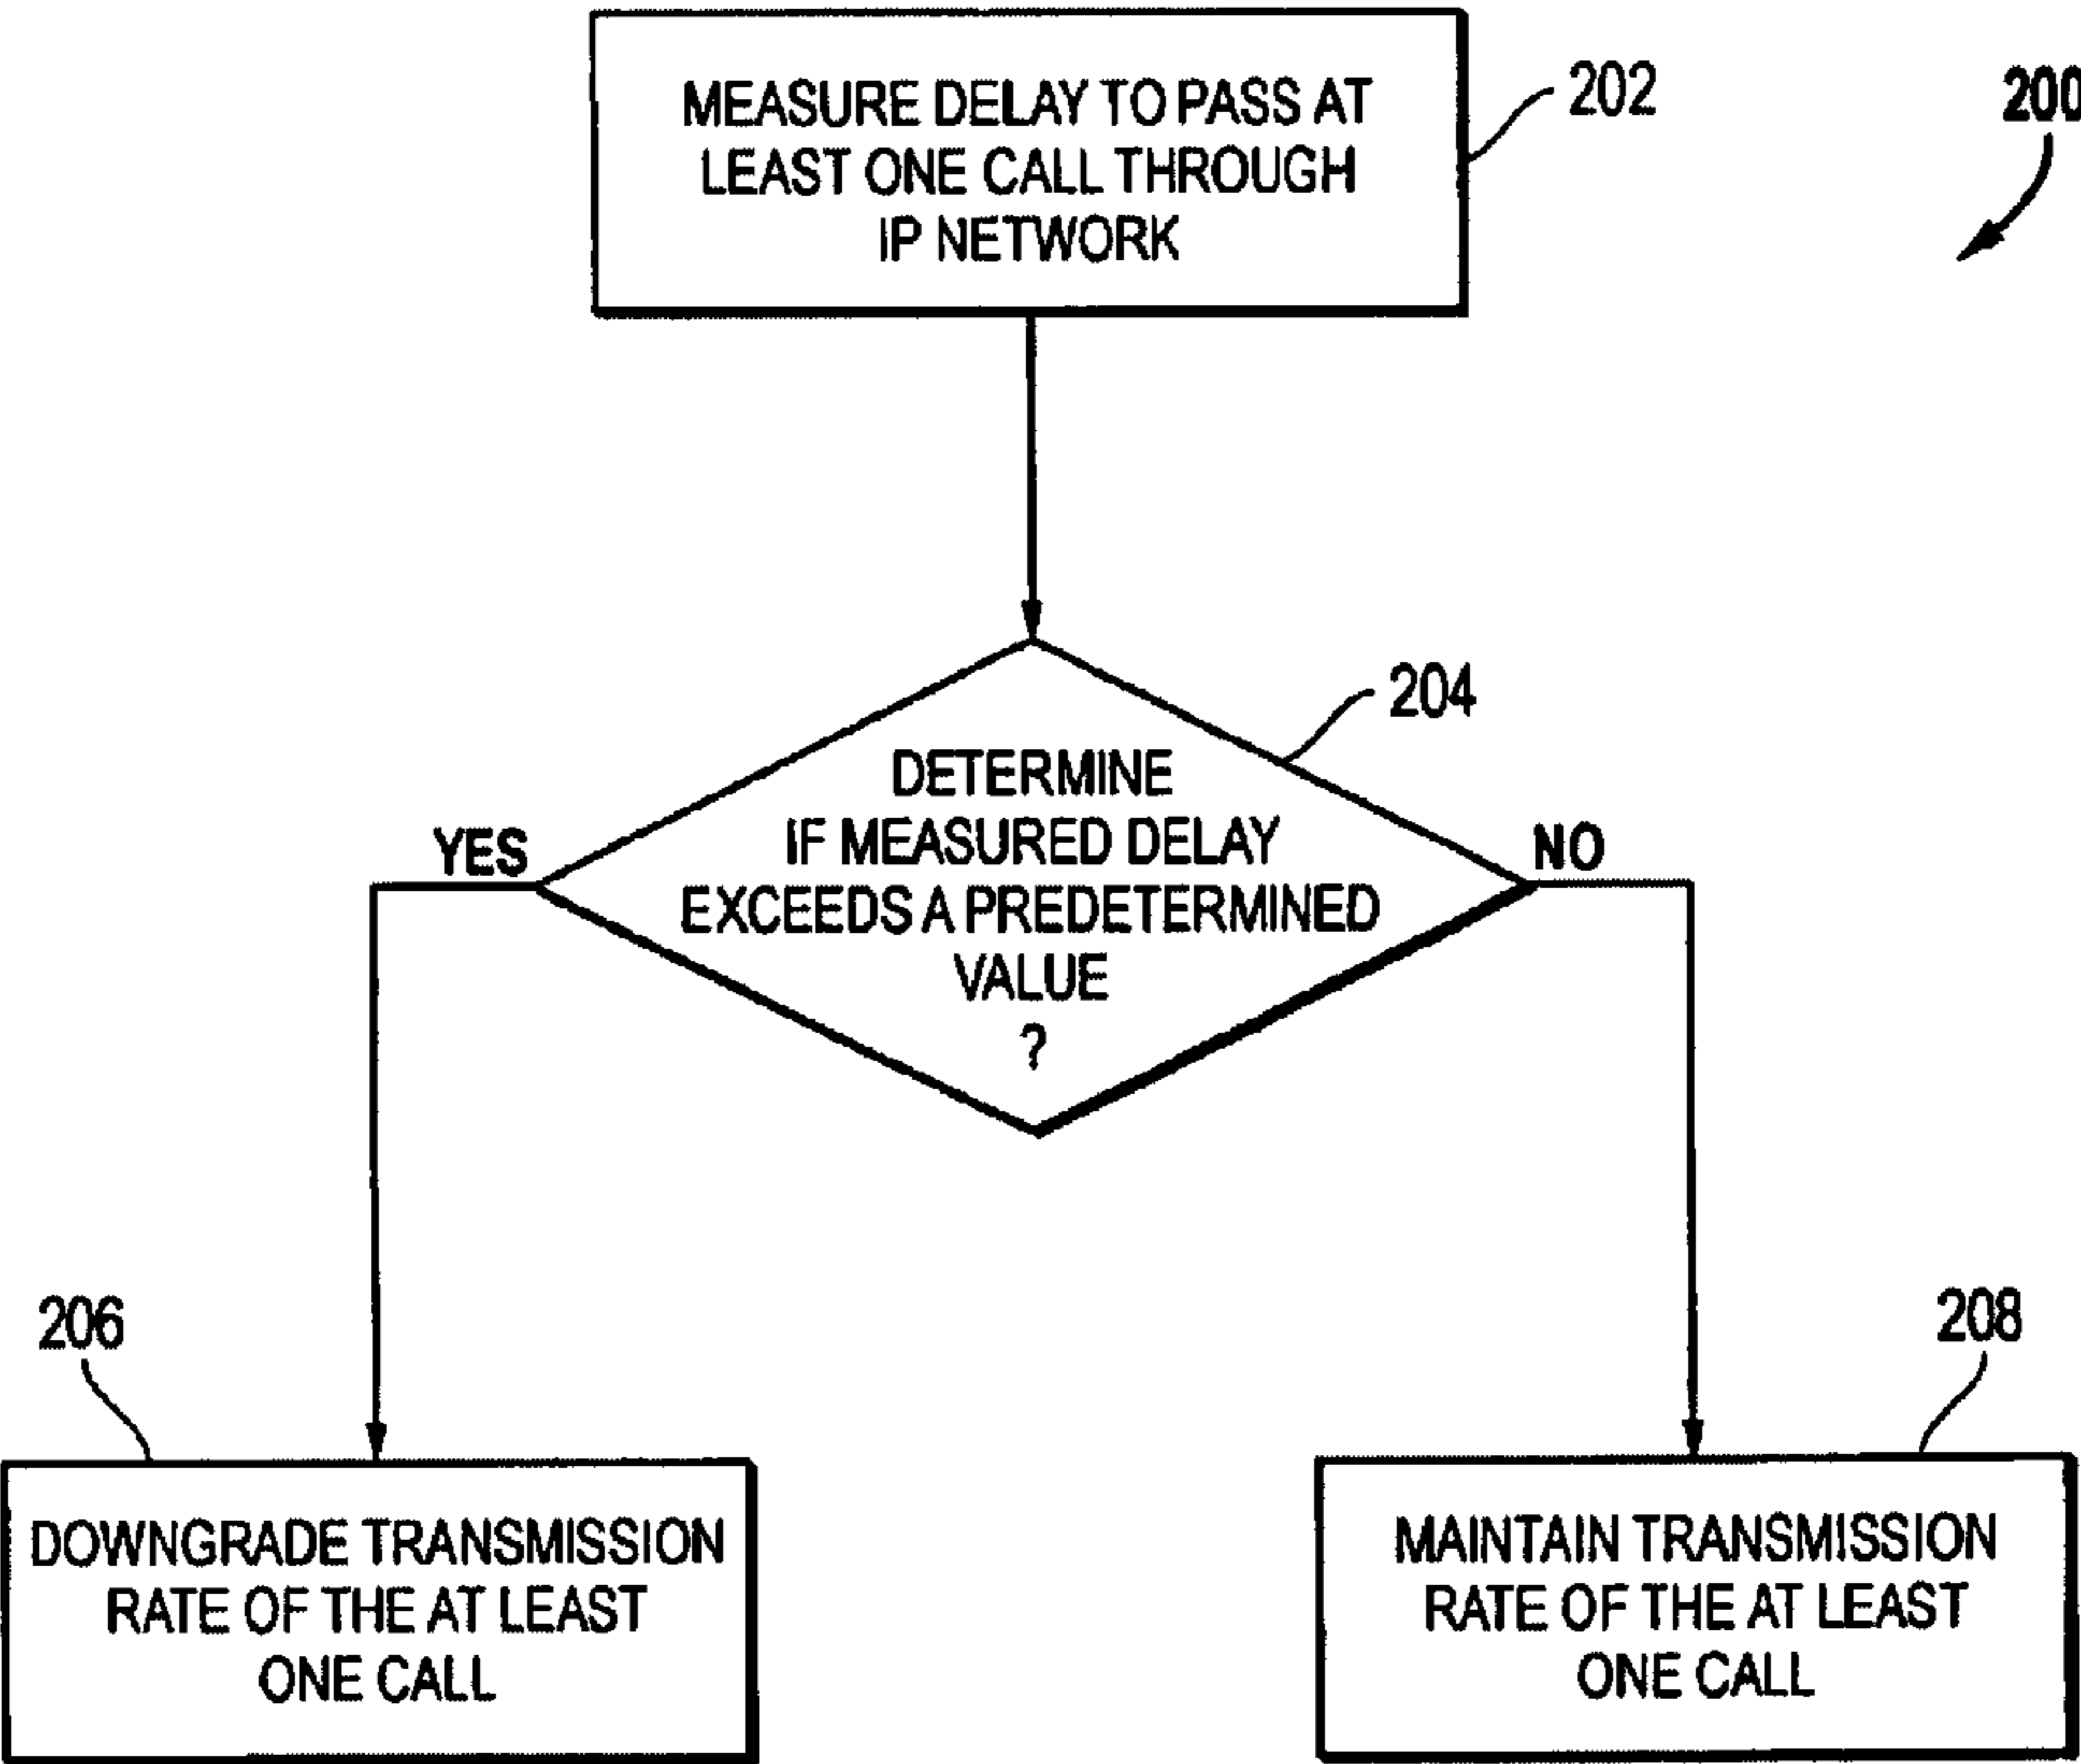 MEASURE DELAY TO PASS AT
LEAST ONE CALL THROUGH
IP NETWORK
202
200
204
DETERMINE
IF MEASURED DELAY
EXCEEDS A PREDETERMINED
VALUE
?
YES
NO
206
208
DOWNGRADE TRANSMISSION
RATE OF THE AT LEAST
ONE CALL
MAINTAIN TRANSMISSION
RATE OF THE AT LEAST
ONE CALL